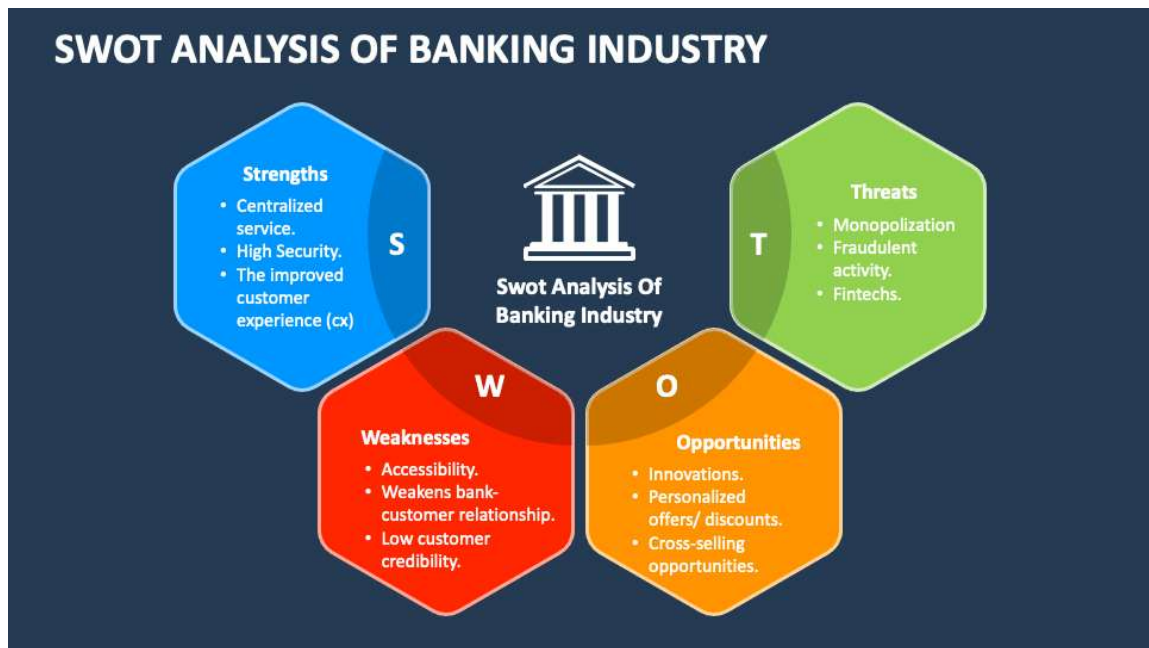 SWOT ANALYSIS OF BANKING INDUSTRY
Strengths
• Centralized
service.
• High Security.
• The improved
customer
experience (cx)
S
Weaknesses
• Accessibility.
• Weakens bank-
customer relationship.
• Low customer
credibility.
W
Swot Analysis Of
Banking Industry
O
Opportunities
• Innovations.
• Personalized
offers/ discounts.
• Cross-selling
opportunities.
T
Threats
• Monopolization
• Fraudulent
activity.
• Fintechs.